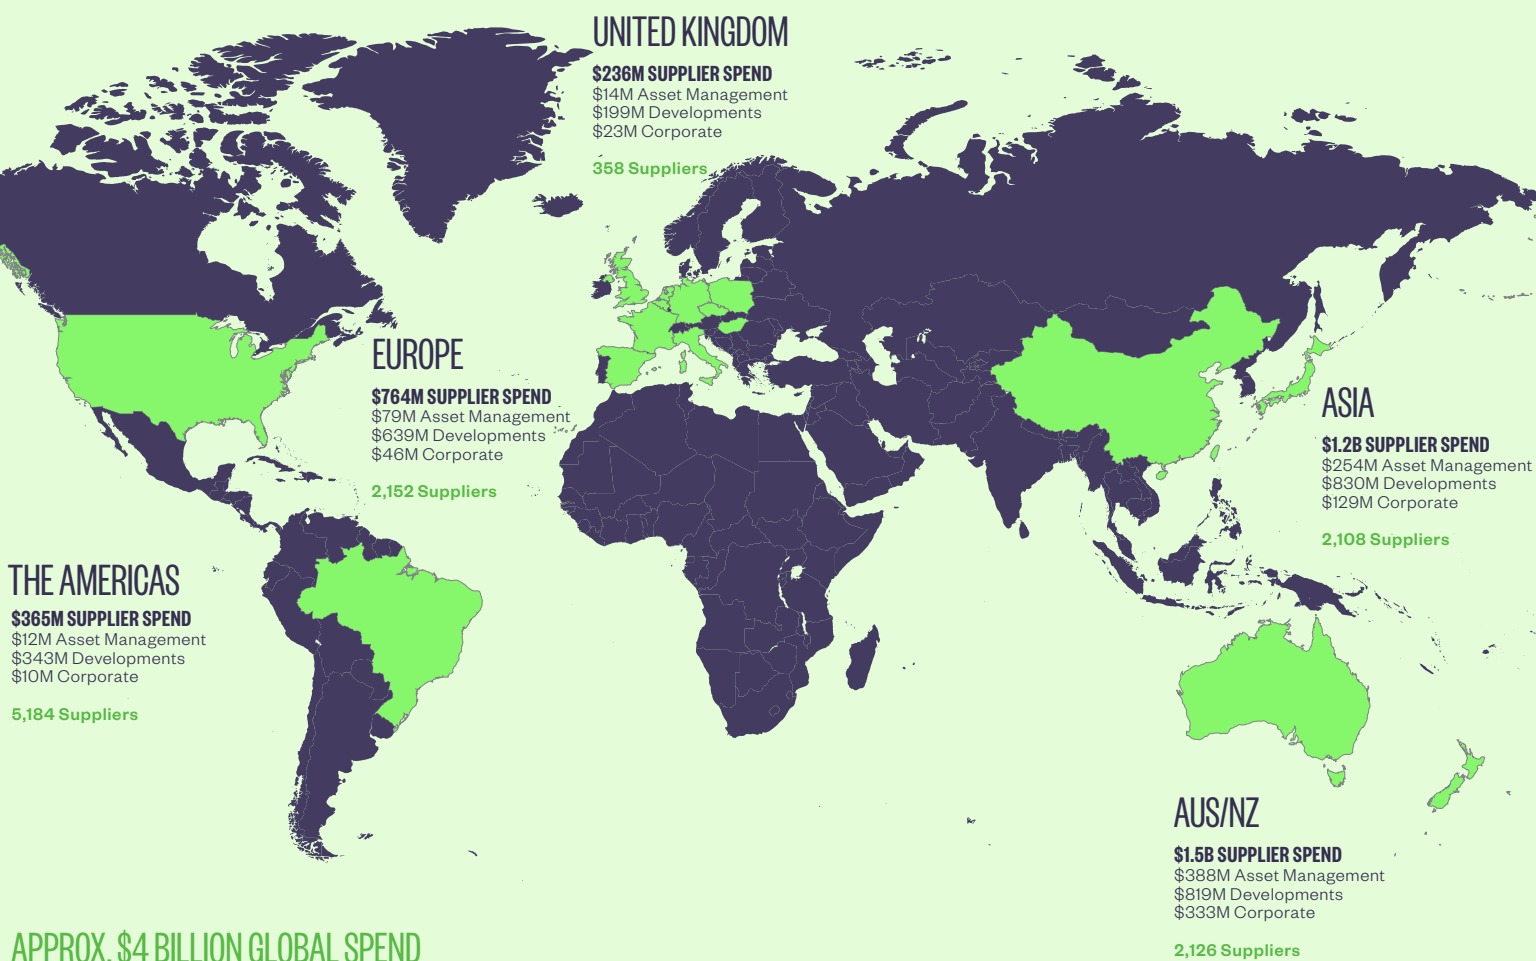 UNITED KINGDOM
$236M SUPPLIER SPEND
$14M Asset Management
$199M Developments
$23M Corporate
358 Suppliers
EUROPE
$764M SUPPLIER SPEND
$79M Asset Management
$639M Developments
$46M Corporate
2,152 Suppliers
ASIA
$1.2B SUPPLIER SPEND
$254M Asset Management
$830M Developments
$129M Corporate
2,108 Suppliers
THE AMERICAS
$365M SUPPLIER SPEND
$12M Asset Management
$343M Developments
$10M Corporate
5,184 Suppliers
AUS/NZ
$1.5B SUPPLIER SPEND
$388M Asset Management
$819M Developments
$333M Corporate
2,126 Suppliers
APPROX. $4 BILLION GLOBAL SPEND